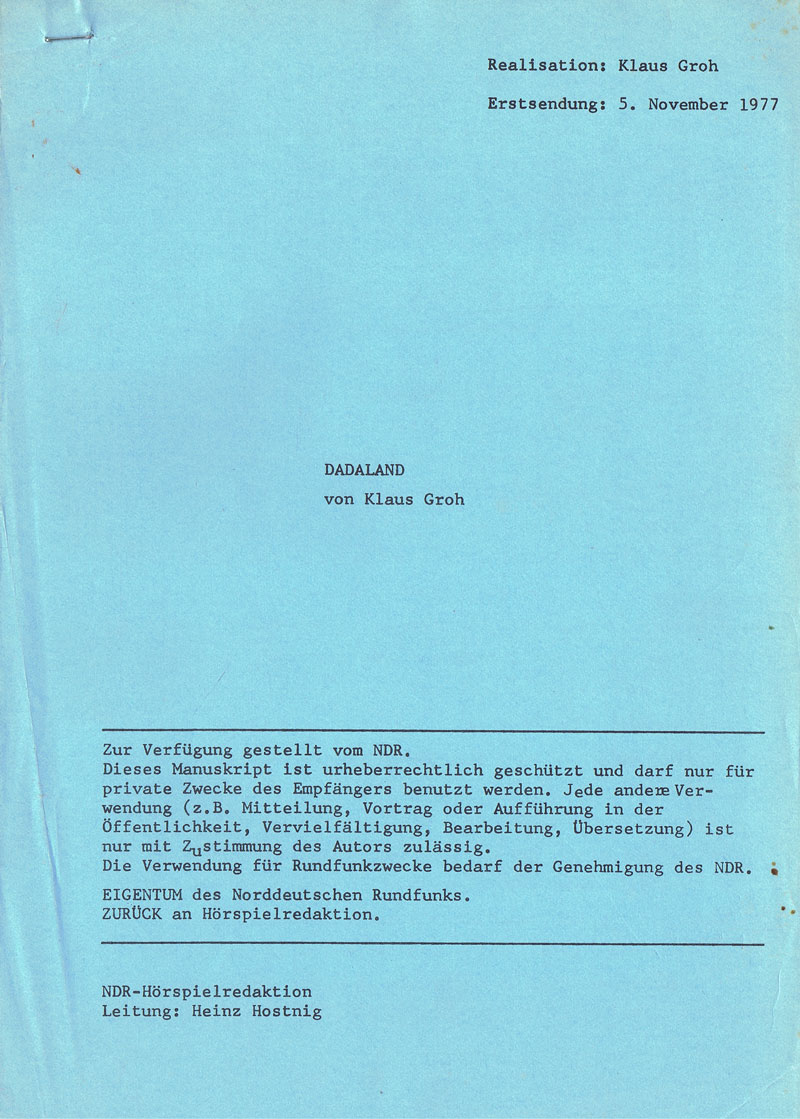 Realisation: Klaus Groh
Erstsendung: 5. November 1977
DADALAND
von Klaus Groh
Zur Verfügung gestellt vom NDR.
Dieses Manuskript ist urheberrechtlich geschützt und darf nur für
private Zwecke des Empfängers benutzt werden. Jede andere Ver-
wendung (z.B. Mitteilung, Vortrag oder Aufführung in der
Öffentlichkeit, Vervielfältigung, Bearbeitung, Übersetzung) ist
nur mit Zustimmung des Autors zulässig.
Die Verwendung für Rundfunkzwecke bedarf der Genehmigung des NDR.
EIGENTUM des Norddeutschen Rundfunks.
ZURÜCK an Hörspielredaktion.
NDR-Hörspielredaktion
Leitung: Heinz Hostnig